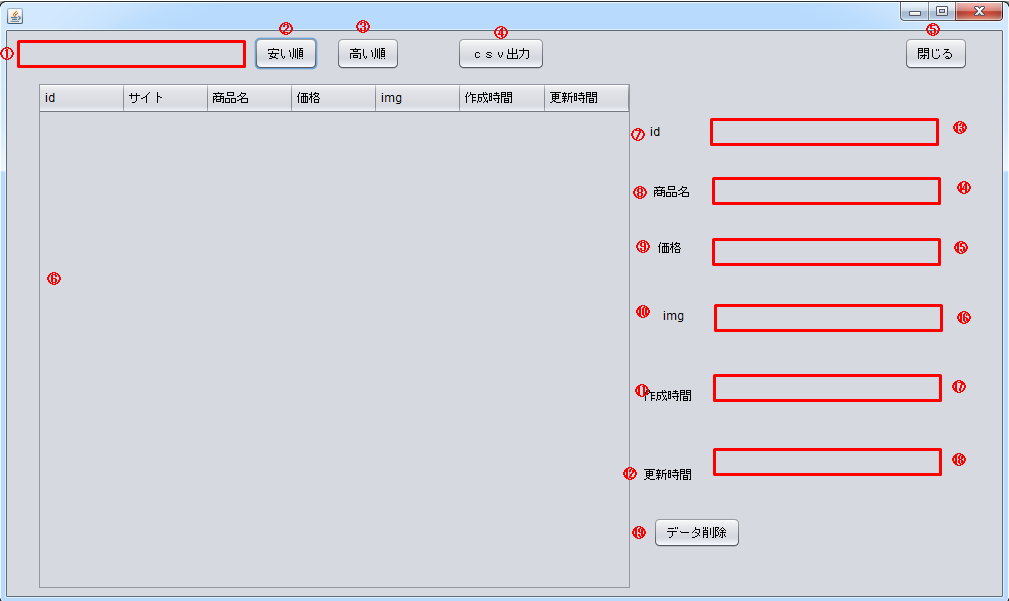 ① ② 安い順 ③ 高い順 ④ ｃｓｖ出力 ⑤ 閉じる
id サイト 商品名 価格 img 作成時間 更新時間
⑥
⑦ id ⑬
⑧ 商品名 ⑭
⑨ 価格 ⑮
⑩ img ⑯
⑪ 作成時間 ⑰
⑫ 更新時間 ⑱
⑲ データ削除